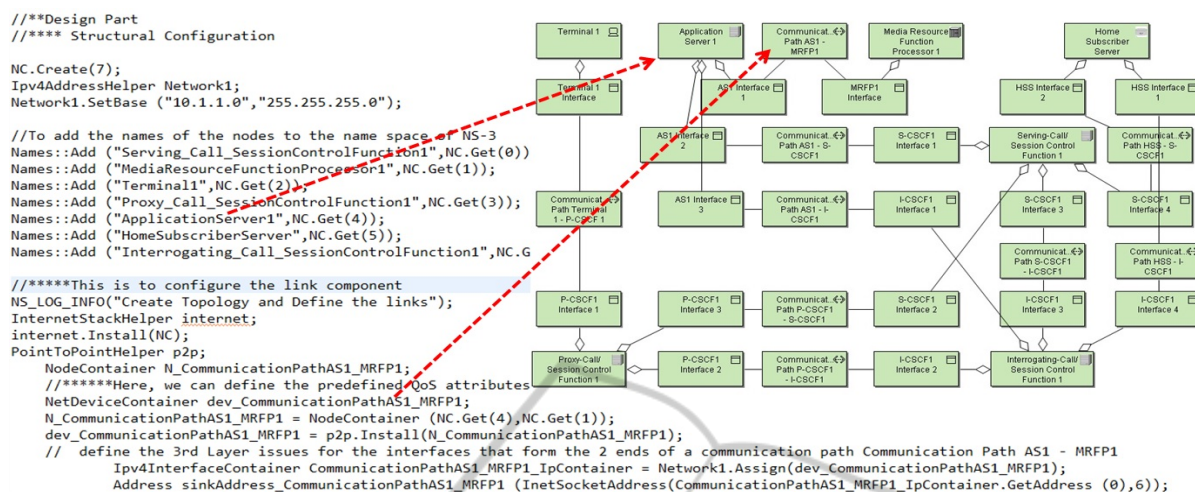 //**Design Part
//**** Structural Configuration
NC.Create(7);
Ipv4AddressHelper Network1;
Network1.SetBase ("10.1.1.0","255.255.255.0");
//To add the names of the nodes to the name space of NS-3
Names::Add ("Serving_Call_SessionControlFunction1",NC.Get(0))
Names::Add ("MediaResourceFunctionProcessor1",NC.Get(1));
Names::Add ("Terminal1",NC.Get(2));
Names::Add ("Proxy_Call_SessionControlFunction1",NC.Get(3));
Names::Add ("ApplicationServer1",NC.Get(4));
Names::Add ("HomeSubscriberServer",NC.Get(5));
Names::Add ("Interrogating_Call_SessionControlFunction1",NC.G
//*****This is to configure the link component
NS_LOG_INFO("Create Topology and Define the links");
InternetStackHelper internet;
internet.Install(NC);
PointToPointHelper p2p;
NodeContainer N_CommunicationPathAS1_MRFP1;
//******Here, we can define the predefined QoS attributes
NetDeviceContainer dev_CommunicationPathAS1_MRFP1;
N_CommunicationPathAS1_MRFP1 = NodeContainer (NC.Get(4),NC.Get(1));
dev_CommunicationPathAS1_MRFP1 = p2p.Install(N_CommunicationPathAS1_MRFP1);
// define the 3rd Layer issues for the interfaces that form the 2 ends of a communication path Communication Path AS1 - MRFP1
Ipv4InterfaceContainer CommunicationPathAS1_MRFP1_IpContainer = Network1.Assign(dev_CommunicationPathAS1_MRFP1);
Address sinkAddress_CommunicationPathAS1_MRFP1 (InetSocketAddress(CommunicationPathAS1_MRFP1_IpContainer.GetAddress (0),6));
Terminal 1
Application
Server 1
Communicat..
Path AS1 -
MRFP1
Media Resource
Function
Processor 1
Home
Subscriber
Server
Terminal 1
Interface
AS1 Interface
1
MRFP1
Interface
HSS Interface
2
HSS Interface
1
AS1 Interface
2
Communicat..
Path AS1 - S-
CSCF1
S-CSCF1
Interface 1
Serving-Call/
Session Control
Function 1
Communicat..
Path HSS - S-
CSCF1
Communicat..
Path Terminal
1 - P-CSCF 1
AS1 Interface
3
Communicat..
Path AS1 - I-
CSCF1
I-CSCF1
Interface 1
S-CSCF1
Interface 3
S-CSCF1
Interface 4
Communicat..
Path S-CSCF1
- I-CSCF1
Communicat..
Path HSS - I-
CSCF1
P-CSCF1
Interface 1
P-CSCF1
Interface 3
Communicat..
Path P-CSCF1
- S-CSCF1
S-CSCF1
Interface 2
I-CSCF1
Interface 3
I-CSCF1
Interface 4
Proxy-Call/
Session Control
Function 1
P-CSCF1
Interface 2
Communicat..
Path P-CSCF1
- I-CSCF1
I-CSCF1
Interface 2
Interrogating-Call/
Session Control
Function 1